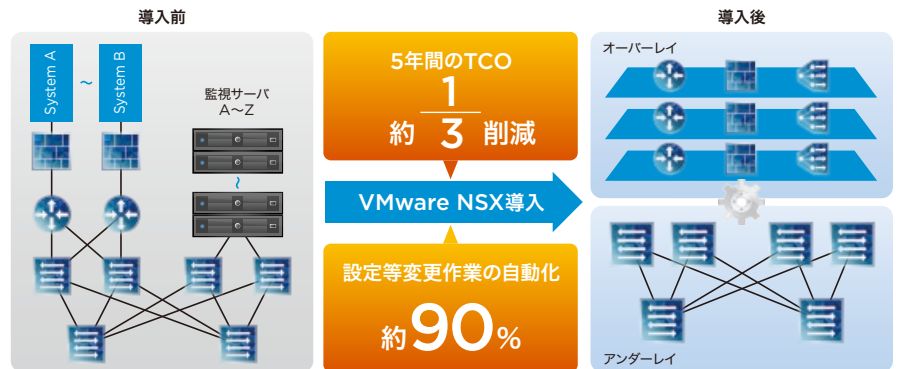 導入前
System A
～
System B
監視サーバ
A～Z
～
5年間のTCO
約 1/3 削減
VMware NSX導入
設定等変更作業の自動化
約90%
導入後
オーバーレイ
アンダーレイ